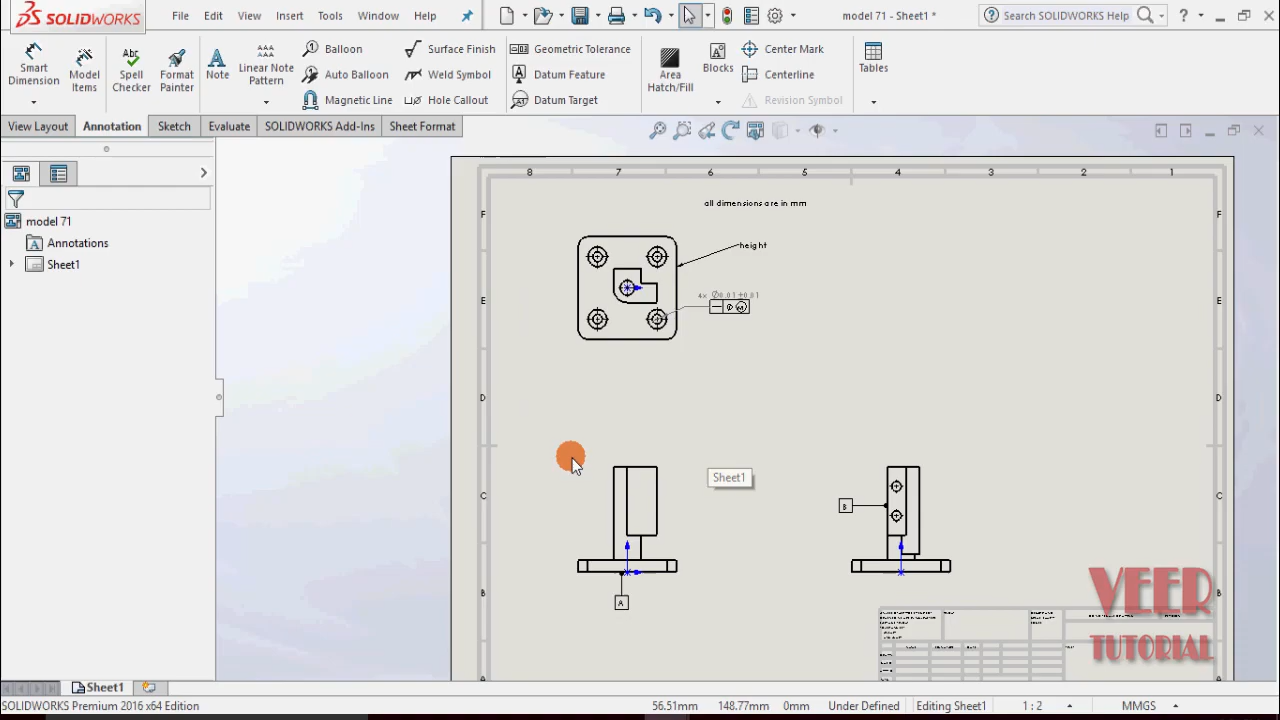 SOLIDWORKS
File Edit View Insert Tools Window Help
model 71 - Sheet1 *
Search SOLIDWORKS Help
?
Smart Dimension
Model Items
Spell Checker
Format Painter
Note
Linear Note Pattern
Balloon
Auto Balloon
Magnetic Line
Surface Finish
Weld Symbol
Hole Callout
Geometric Tolerance
Datum Feature
Datum Target
Area Hatch/Fill
Blocks
Center Mark
Centerline
Revision Symbol
Tables
View Layout Annotation Sketch Evaluate SOLIDWORKS Add-Ins Sheet Format
model 71
Annotations
Sheet1
8 7 6 5 4 3 2 1
all dimensions are in mm
F F
height
4x Ø0.01±0.01
E E
D D
Sheet1
C C
B
A
B B
VEER
TUTORIAL
A A
Sheet1
SOLIDWORKS Premium 2016 x64 Edition
56.51mm 148.77mm 0mm Under Defined Editing Sheet1 1 : 2 MMGS